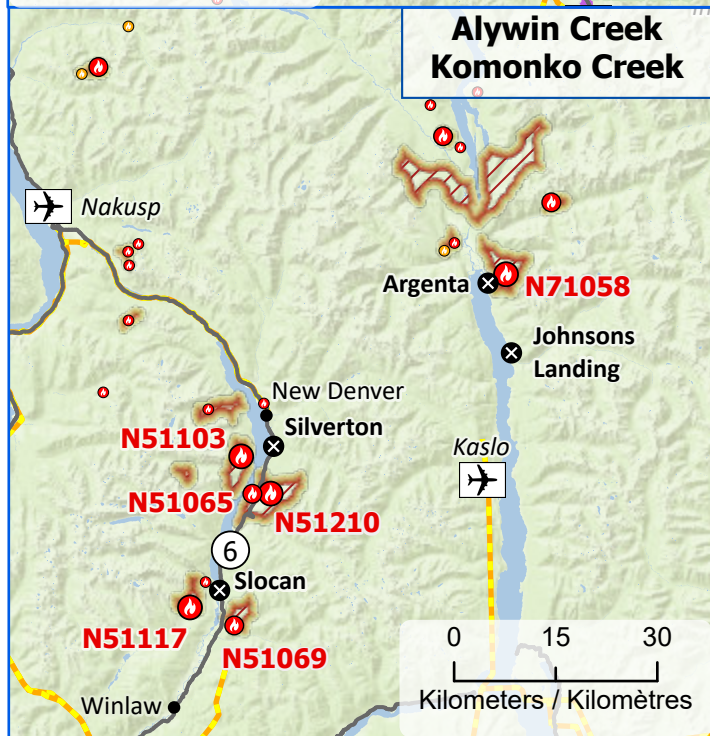 Alywin Creek
Komonko Creek
Nakusp
Argenta
N71058
Johnsons
Landing
New Denver
Silverton
N51103
Kaslo
N51065
N51210
6
Slocan
N51117
N51069
Winlaw
0 15 30
Kilometers / Kilomètres